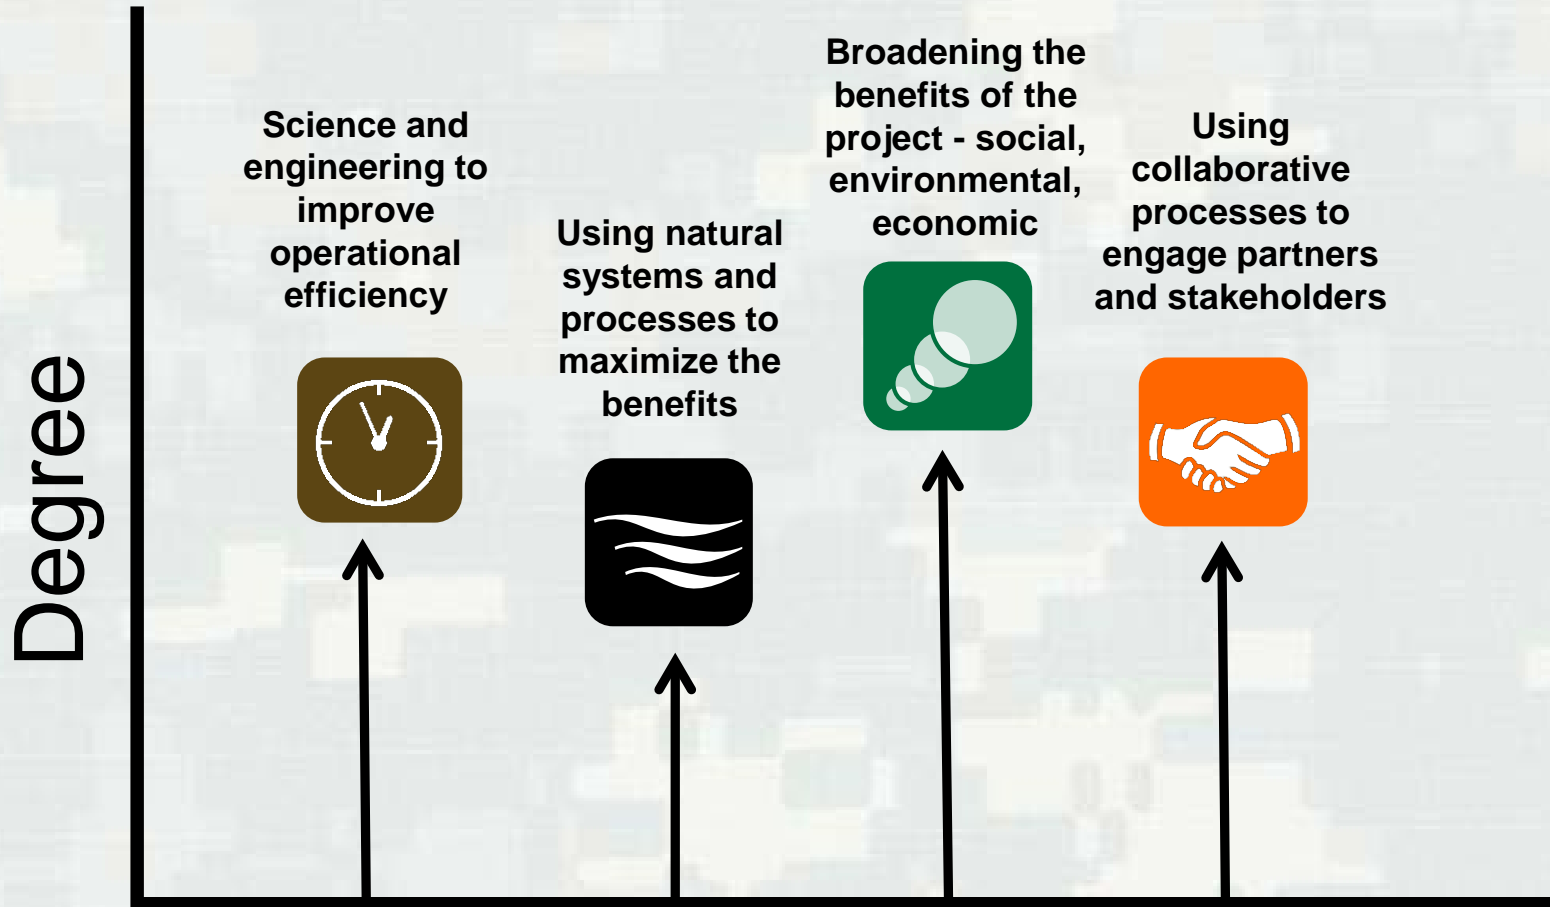 Degree
Science and
engineering to
improve
operational
efficiency
Using natural
systems and
processes to
maximize the
benefits
Broadening the
benefits of the
project - social,
environmental,
economic
Using
collaborative
processes to
engage partners
and stakeholders